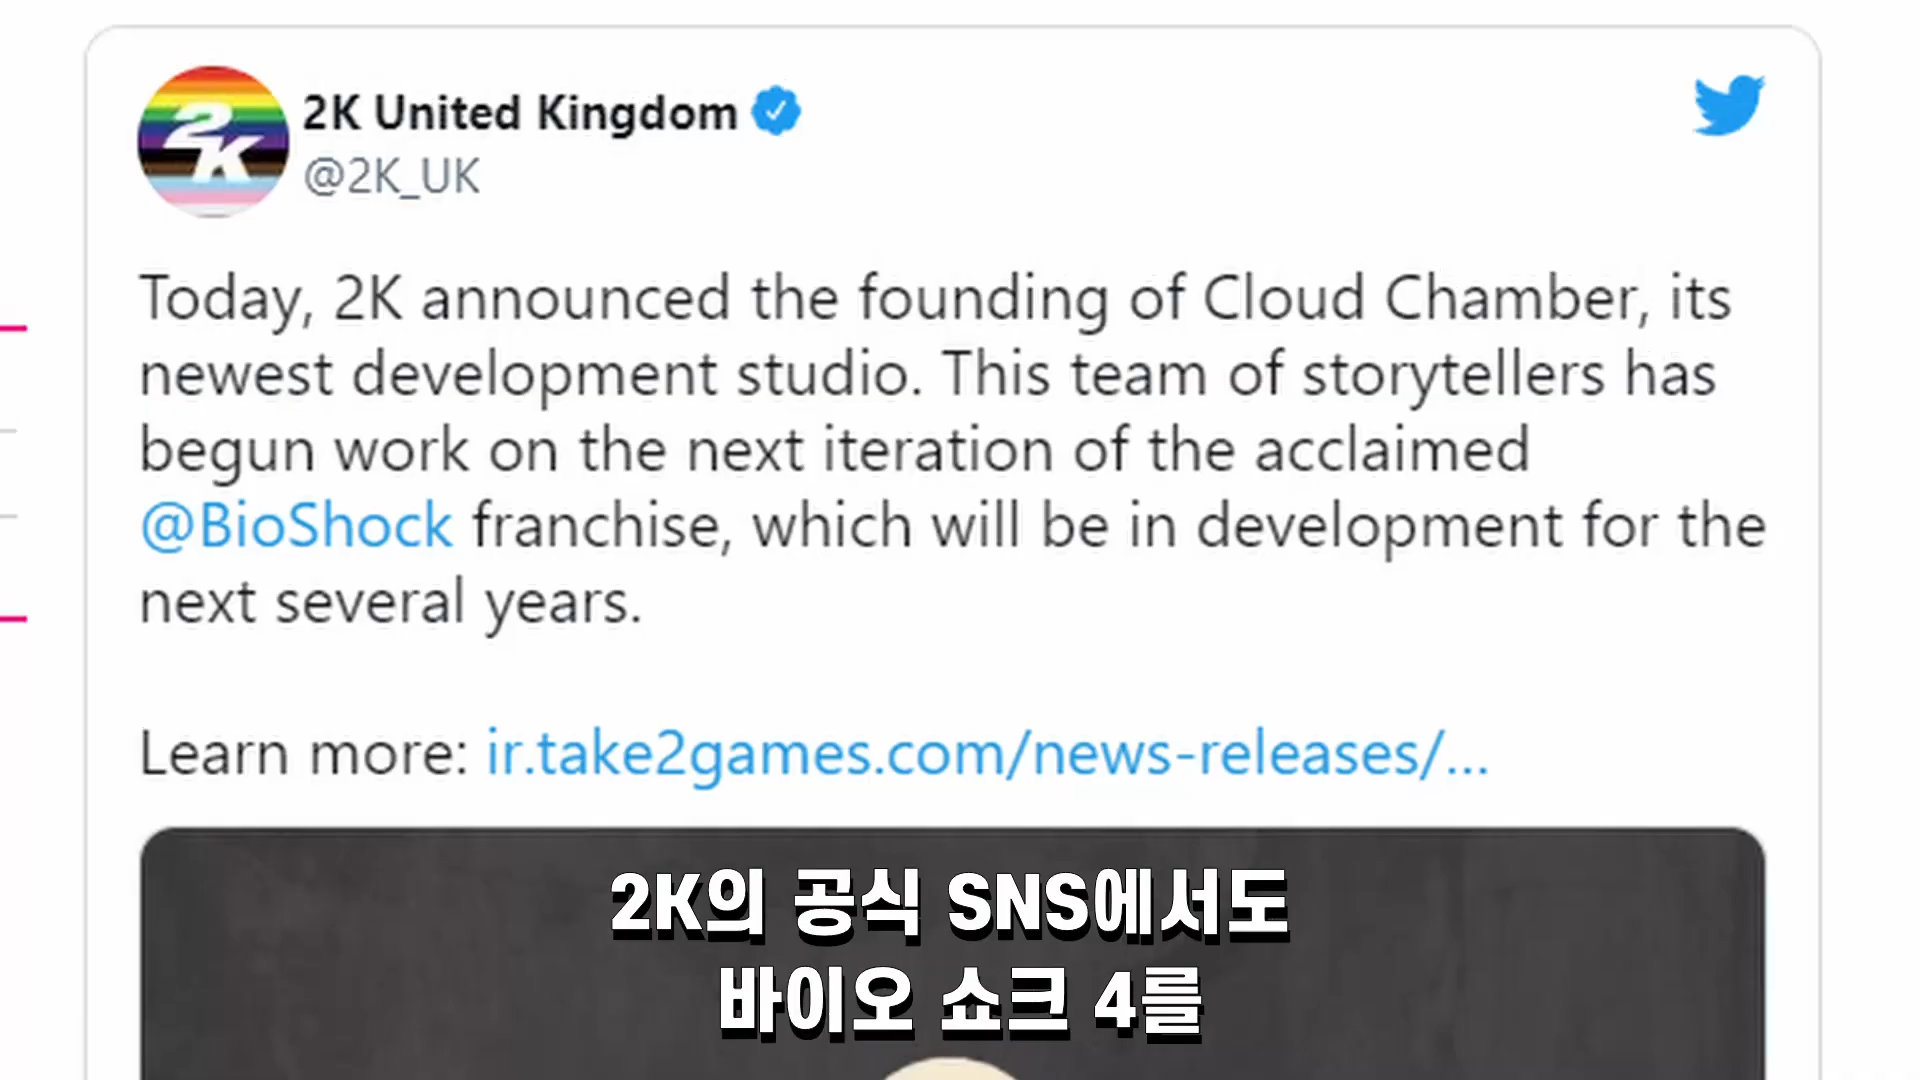 2K
2K United Kingdom
@2K_UK
Today, 2K announced the founding of Cloud Chamber, its
newest development studio. This team of storytellers has
begun work on the next iteration of the acclaimed
@BioShock franchise, which will be in development for the
next several years.
Learn more: ir.take2games.com/news-releases/...
2K의 공식 SNS에서도
바이오 쇼크 4를